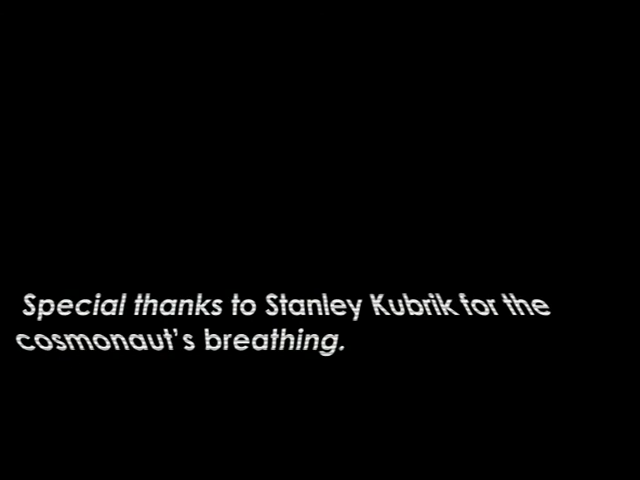 Special thanks to Stanley Kubrik for the
cosmonaut's breathing.